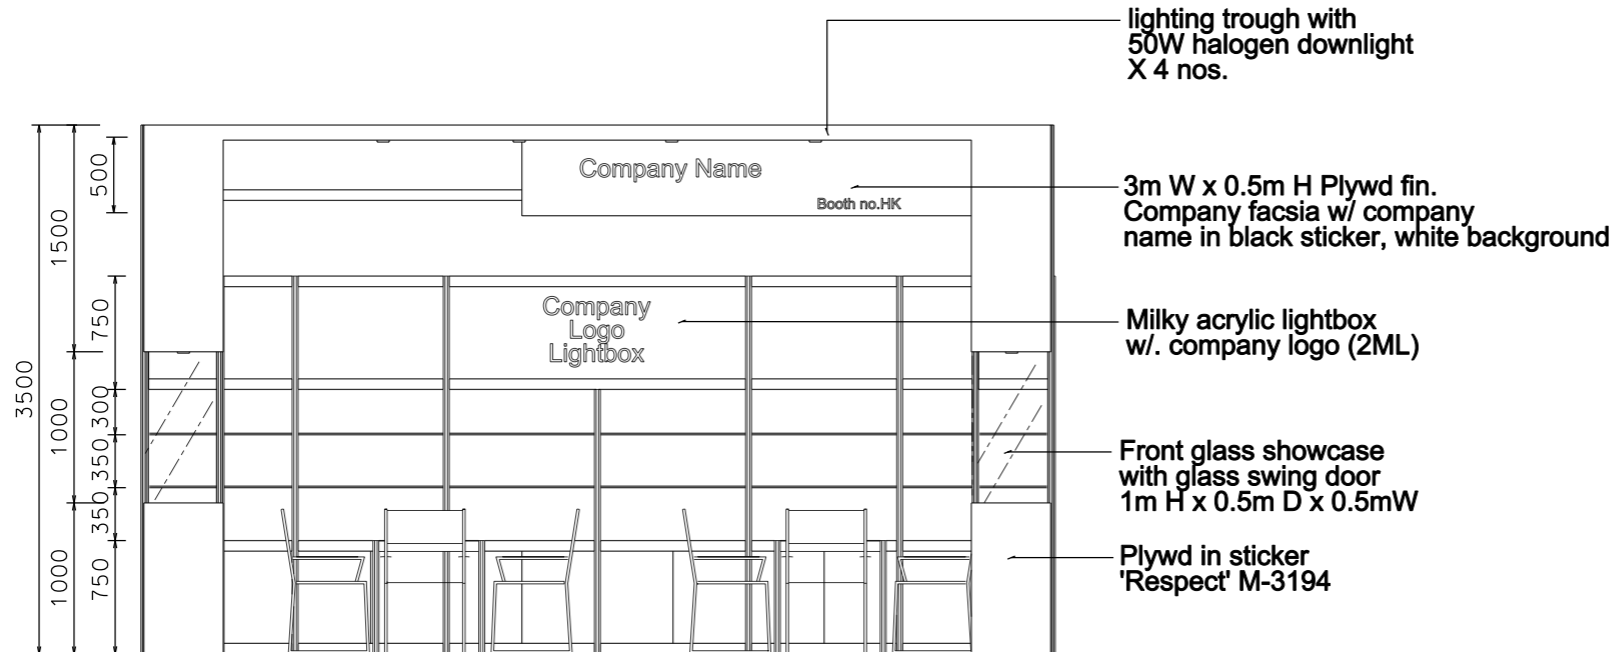 lighting trough with
50W halogen downlight
X 4 nos.
500
Company Name
3m W x 0.5m H Plywd fin.
Company facsia w/ company
name in black sticker, white background
Booth no.HK
1500
750
Company
Logo
Lightbox
Milky acrylic lightbox
w/. company logo (2ML)
3500
300
1000
350
Front glass showcase
with glass swing door
1m H x 0.5m D x 0.5mW
350
750
1000
Plywd in sticker
'Respect' M-3194